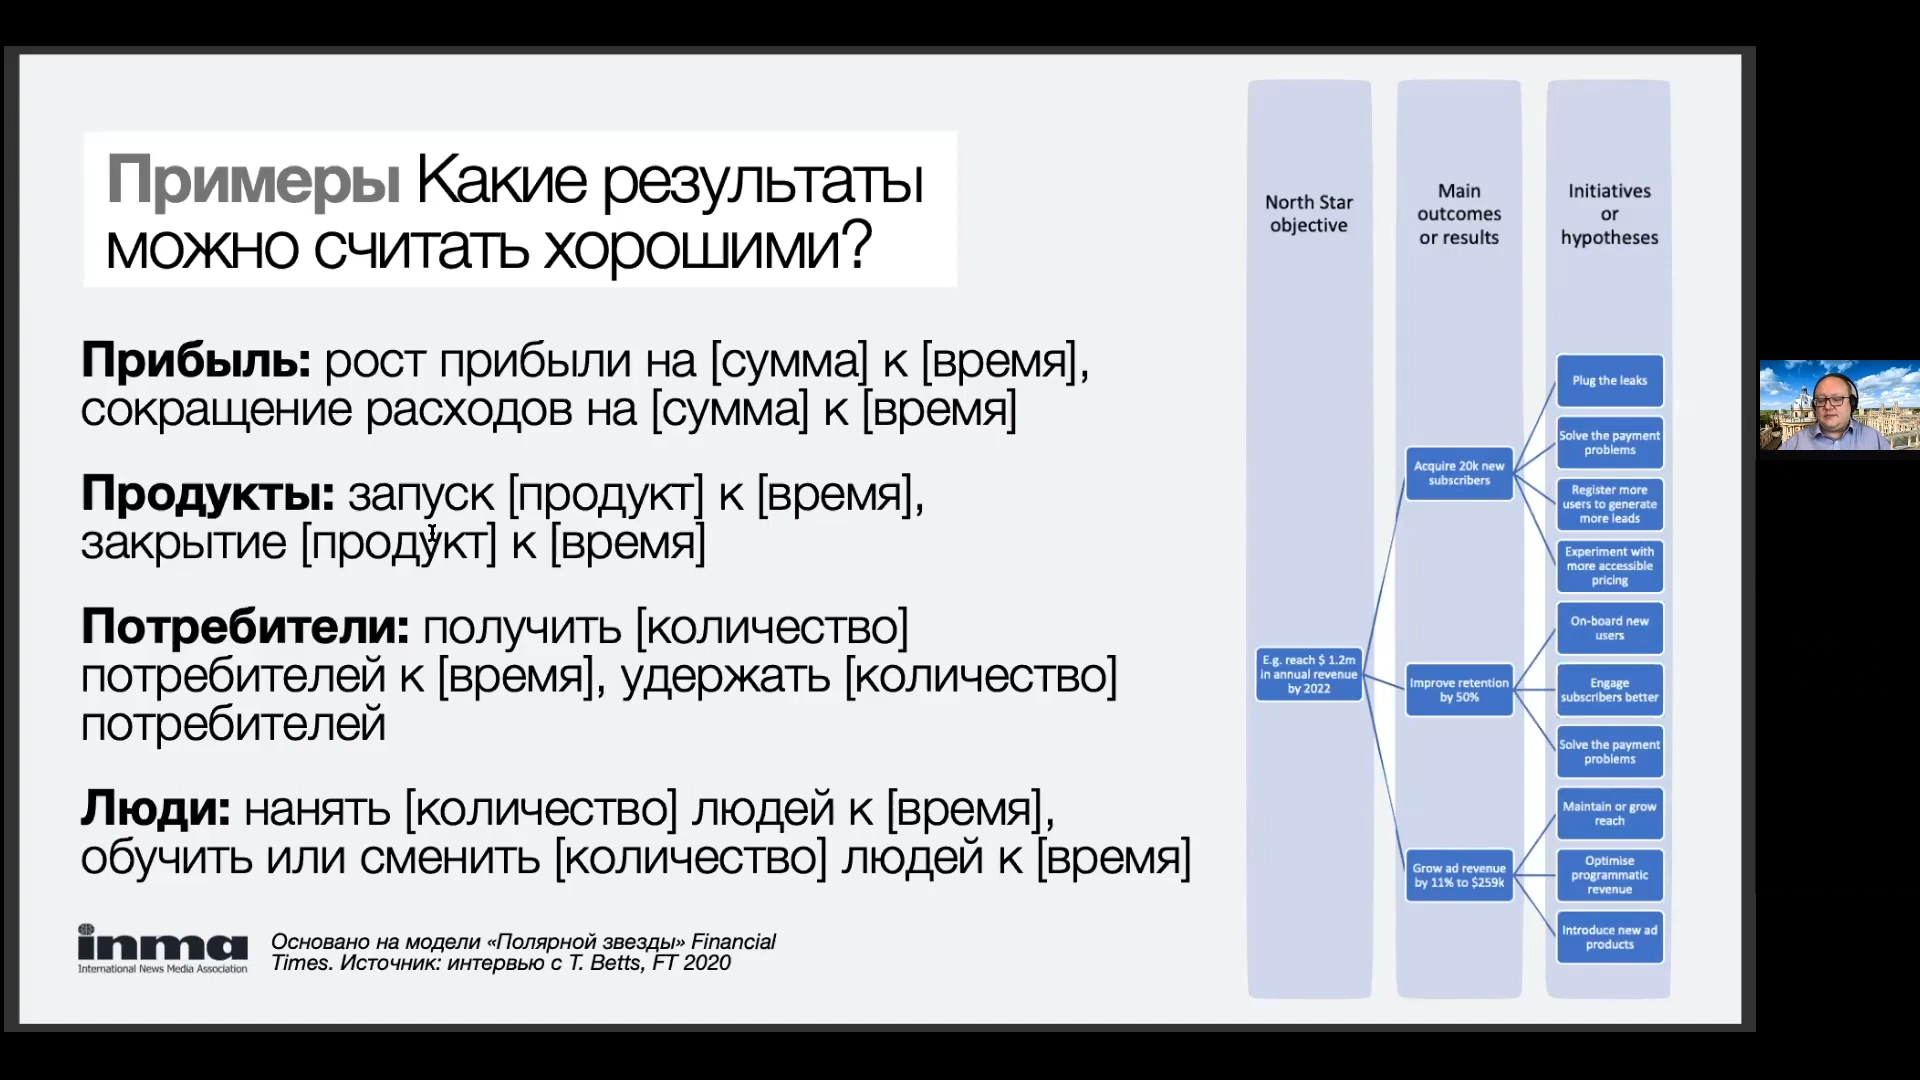 Примеры Какие результаты
можно считать хорошими?
Прибыль: рост прибыли на [сумма] к [время],
сокращение расходов на [сумма] к [время]
Продукты: запуск [продукт] к [время],
закрытие [продукт] к [время]
Потребители: получить [количество]
потребителей к [время], удержать [количество]
потребителей
Люди: нанять [количество] людей к [время],
обучить или сменить [количество] людей к [время]
inma
International News Media Association
Основано на модели «Полярной звезды» Financial
Times. Источник: интервью с T. Betts, FT 2020
North Star
objective
E.g. reach $ 1.2m
in annual revenue
by 2022
Main
outcomes
or results
Acquire 20k new
subscribers
Improve retention
by 50%
Grow ad revenue
by 11% to $259k
Initiatives
or
hypotheses
Plug the leaks
Solve the payment
problems
Register more
users to generate
more leads
Experiment with
more accessible
pricing
On-board new
users
Engage
subscribers better
Solve the payment
problems
Maintain or grow
reach
Optimise
programmatic
revenue
Introduce new ad
products